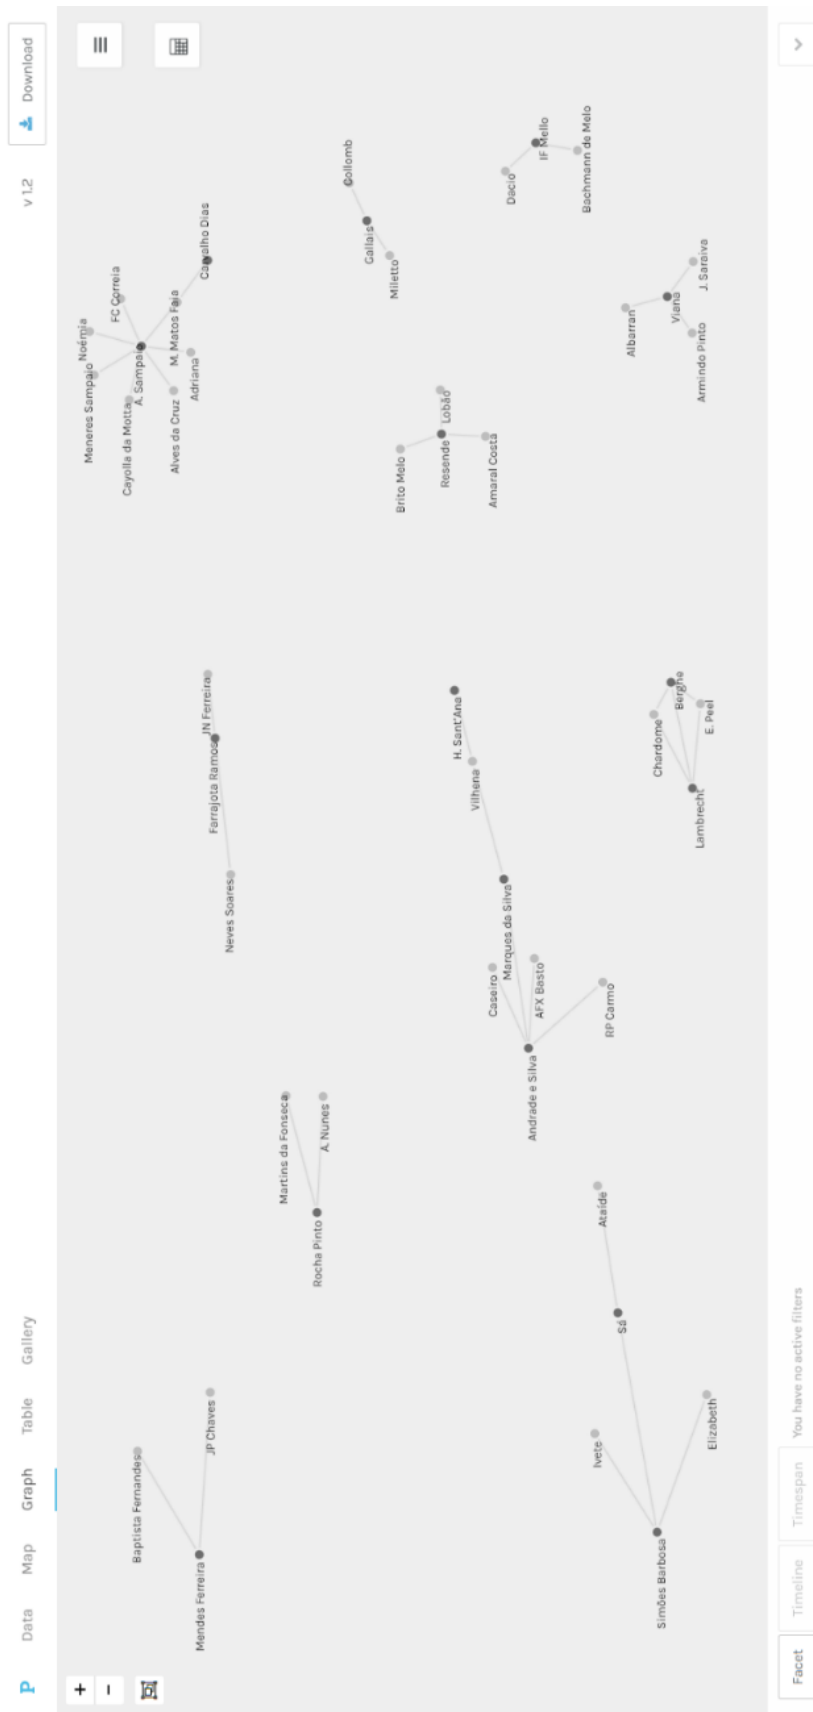 P Data Map Graph Table Gallery v 1.2 Download
+
−
Baptista Fernandes
JP Chaves
Mendes Ferreira
Martins da Fonseca
A. Nunes
Rocha Pinto
Ivete
Sá
Ataíde
Elizabeth
Simões Barbosa
JN Ferreira
Farrajota Ramos
Neves Soares
H. Sant'Ana
Vilhena
Marques da Silva
Caseiro
AFX Basto
RP Carmo
Andrade e Silva
Chardome
Berghe
E. Peel
Lambrecht
Meneres Sampaio
Noémia
FC Correia
Cayolla da Motta
A. Sampaio
M. Matos Faia
Carvalho Dias
Alves da Cruz
Adriana
Collomb
Gallais
Miletto
Brito Melo
Lobão
Resende
Amaral Costa
Dacio
IF Mello
Bachmann de Melo
Albarran
Viana
J. Saraiva
Armindo Pinto
Facet Timeline Timespan You have no active filters